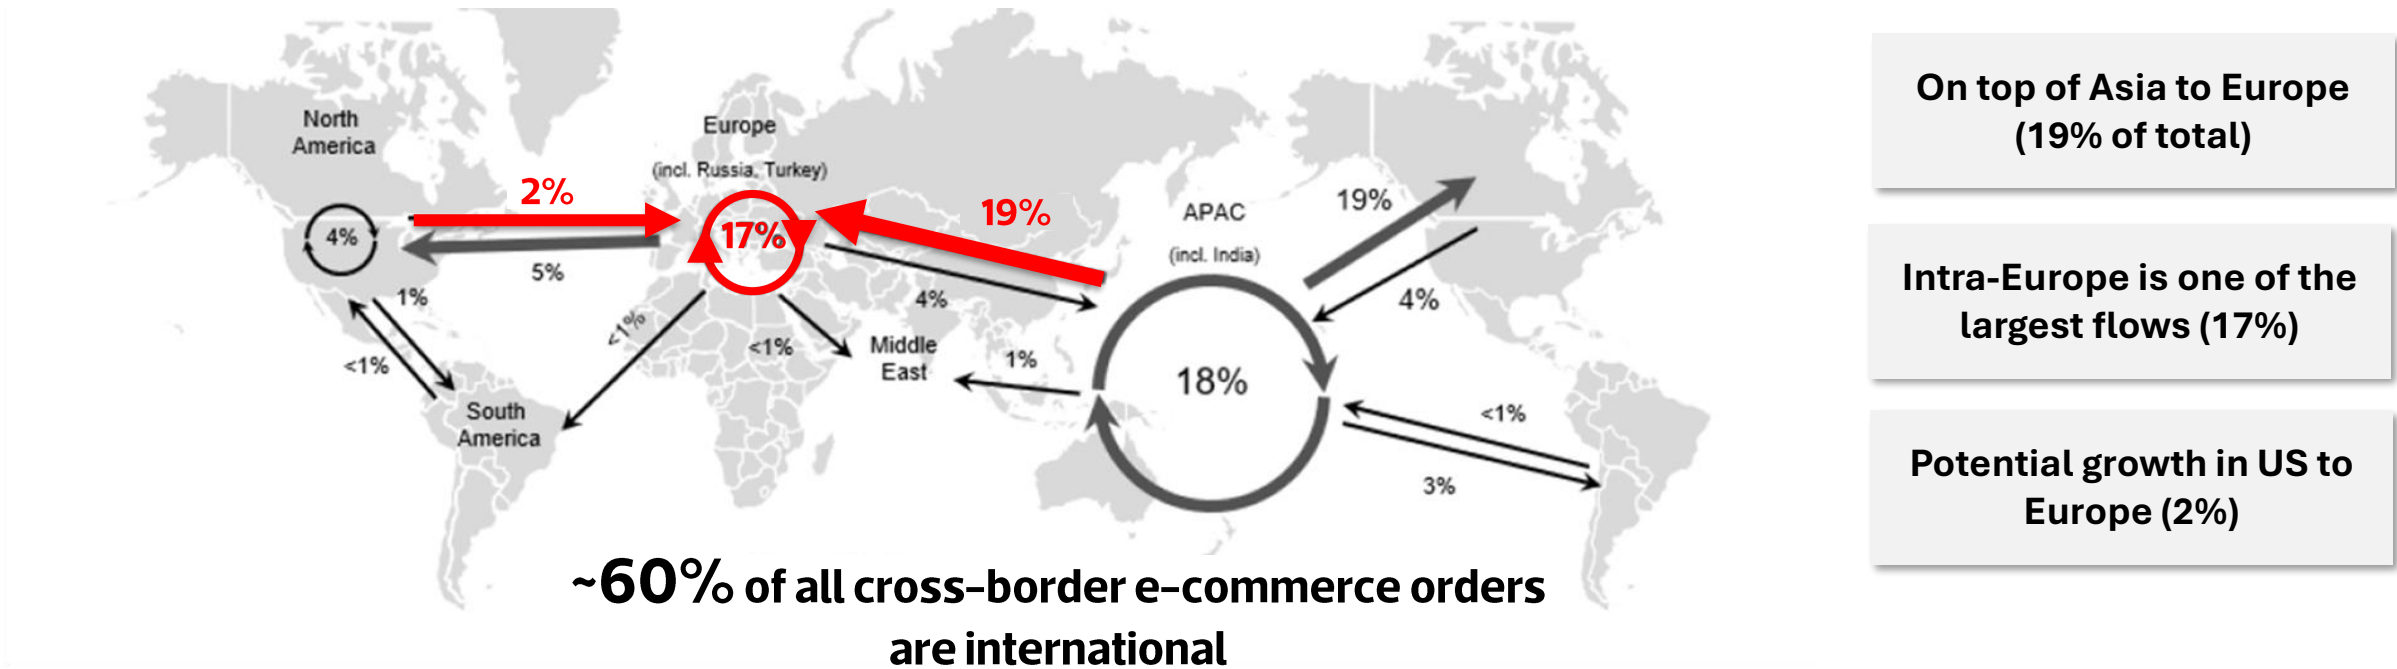 North
America
4%
2%
5%
1%
<1%
South
America
Europe
(incl. Russia, Turkey)
17%
<1%
<1%
19%
4%
Middle
East
1%
APAC
(incl. India)
18%
19%
4%
<1%
3%
~60% of all cross-border e-commerce orders
are international
On top of Asia to Europe
(19% of total)
Intra-Europe is one of the
largest flows (17%)
Potential growth in US to
Europe (2%)